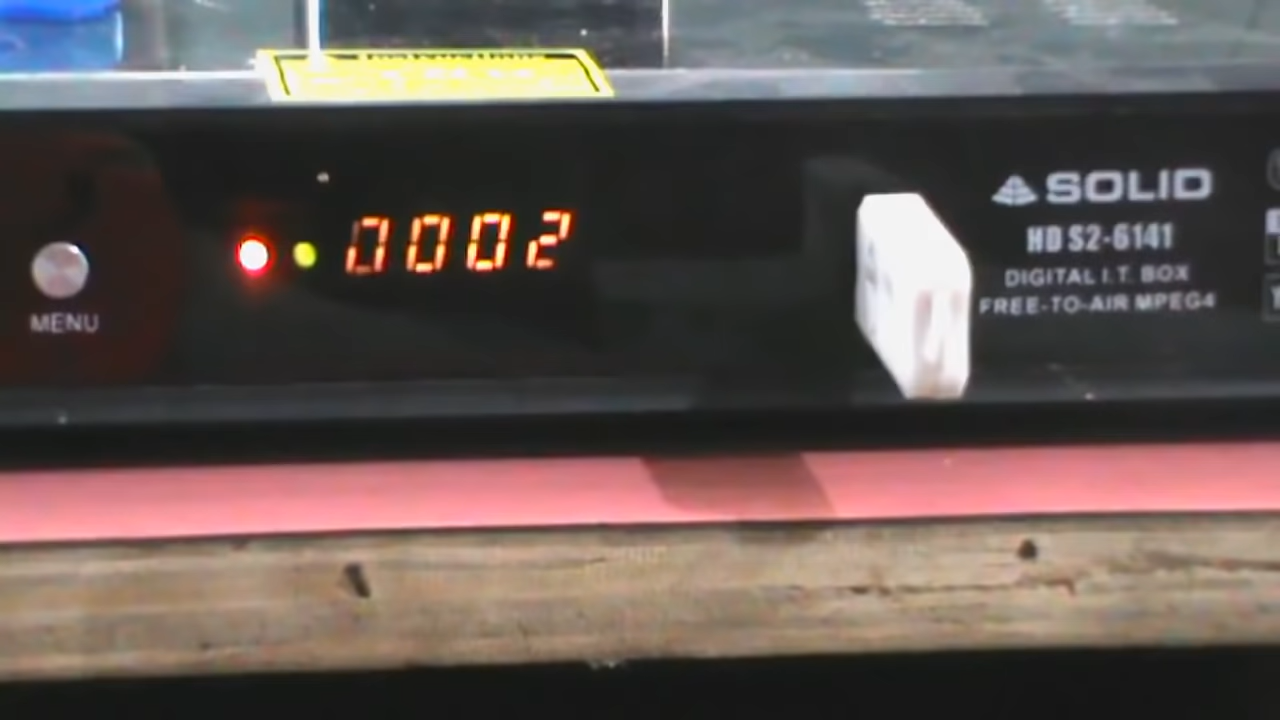 0002
MENU
SOLID
HD S2-6141
DIGITAL I.T. BOX
FREE-TO-AIR MPEG4